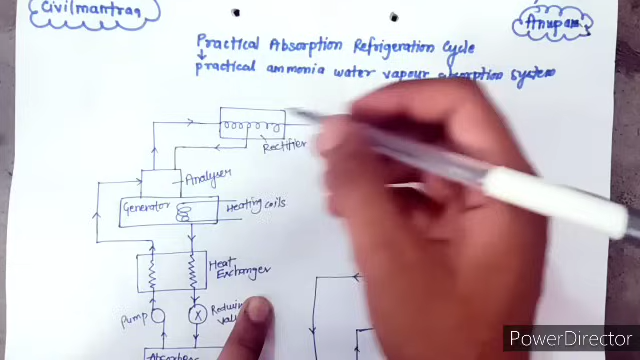 Civilmantraa
Anupam
Practical Absorption Refrigeration Cycle
practical ammonia water vapour absorption system
Rectifier
Analyser
Generator
Heating coils
Heat
Exchanger
Pump
PowerDirector